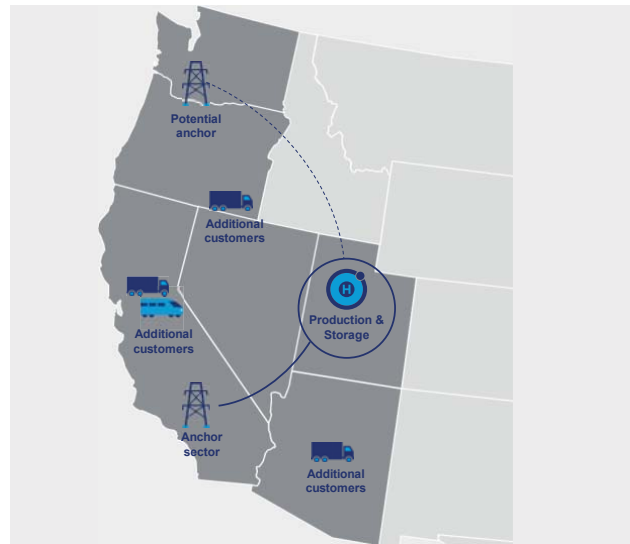 Potential
anchor
Additional
customers
H
Production &
Storage
Additional
customers
Anchor
sector
Additional
customers